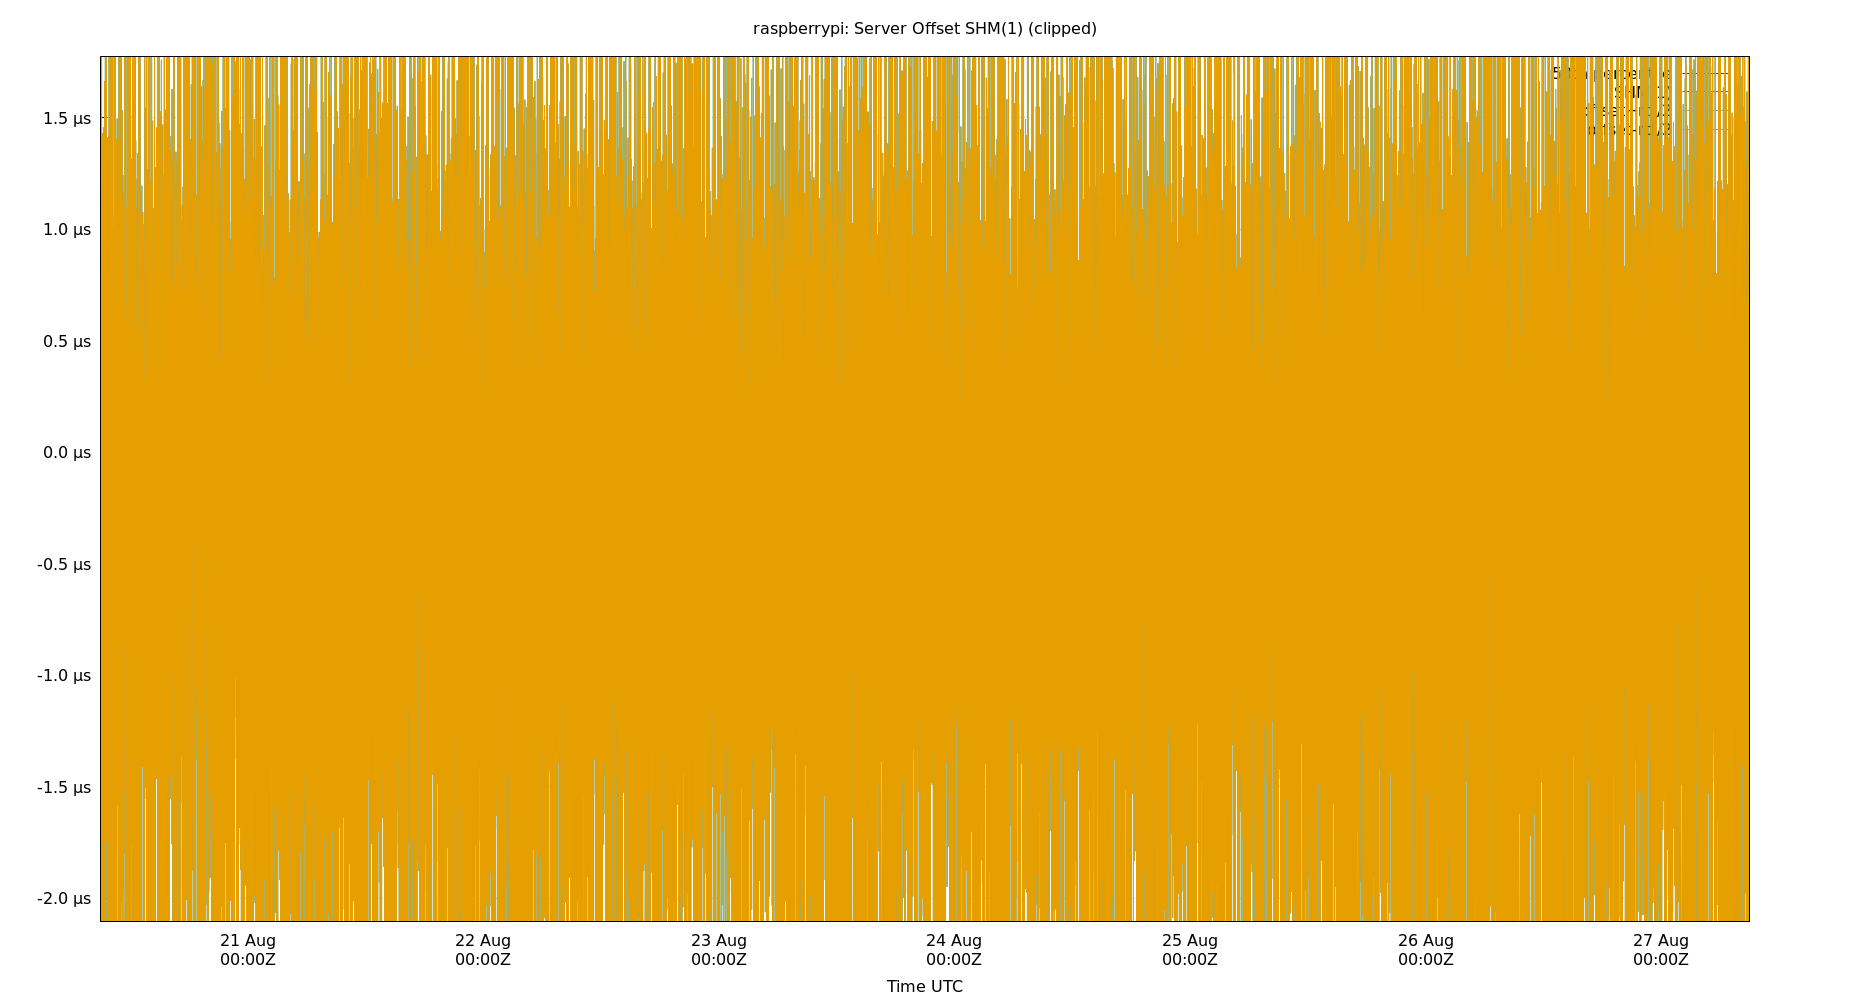 raspberrypi: Server Offset SHM(1) (clipped)
1.5 µs
1.0 µs
0.5 µs
0.0 µs
-0.5 µs
-1.0 µs
-1.5 µs
-2.0 µs
21 Aug 22 Aug 23 Aug 24 Aug 25 Aug 26 Aug 27 Aug
00:00Z 00:00Z 00:00Z 00:00Z 00:00Z 00:00Z 00:00Z
Time UTC